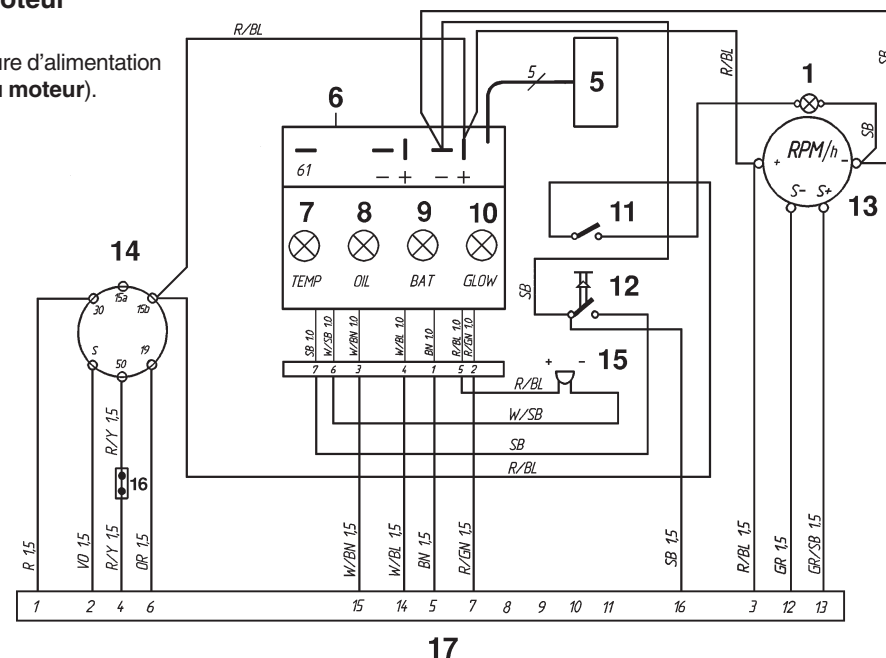 oteur
ure d'alimentation
u moteur).
R/BL
5
5
6
61
- + - +
7 8 9 10
TEMP OIL BAT GLOW
SB 1.0
W/SB 1.0
W/BN 1.0
W/BL 1.0
BN 1.0
R/BL 1.0
R/GN 1.0
7 6 3 4 1 5 2
R/BL
SB
1
SB
RPM/h
+ -
S- S+
13
11
12
SB
+ -
15
R/BL
W/SB
SB
R/BL
14
30 15a 15b
S 50 19
R/Y 1,5
16
R 1,5
VO 1,5
R/Y 1,5
OR 1,5
W/BN 1,5
W/BL 1,5
BN 1,5
R/GN 1,5
SB 1,5
R/BL 1,5
GR 1,5
GR/SB 1,5
1 2 4 6 15 14 5 7 8 9 10 11 16 3 12 13
17